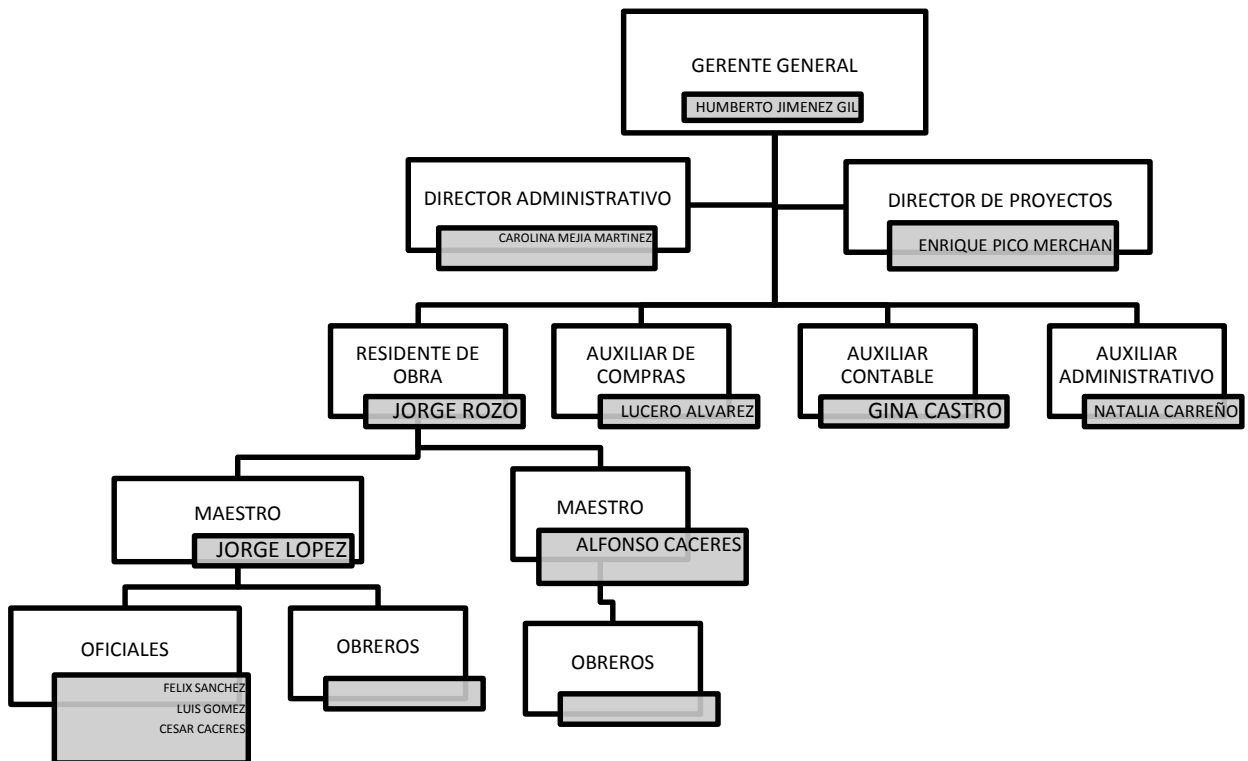 GERENTE GENERAL
HUMBERTO JIMENEZ GIL
DIRECTOR ADMINISTRATIVO
CAROLINA MEJIA MARTINEZ
DIRECTOR DE PROYECTOS
ENRIQUE PICO MERCHAN
RESIDENTE DE
OBRA
JORGE ROZO
AUXILIAR DE
COMPRAS
LUCERO ALVAREZ
AUXILIAR
CONTABLE
GINA CASTRO
AUXILIAR
ADMINISTRATIVO
NATALIA CARREÑO
MAESTRO
JORGE LOPEZ
MAESTRO
ALFONSO CACERES
OFICIALES
FELIX SANCHEZ
LUIS GOMEZ
CESAR CACERES
OBREROS
OBREROS